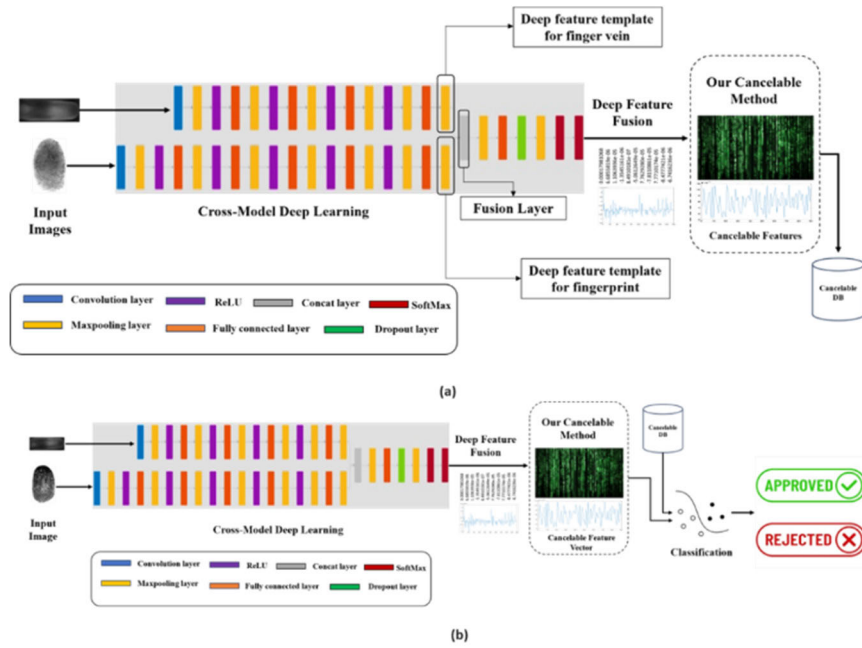 Deep feature template
for finger vein
Our Cancelable
Method
Deep Feature
Fusion
Input
Images
Cross-Model Deep Learning
Fusion Layer
Cancelable Features
Deep feature template
for fingerprint
Cancelable
DB
Convolution layer
ReLU
Concat layer
SoftMax
Maxpooling layer
Fully connected layer
Dropout layer
(a)
Deep Feature
Fusion
Our Cancelable
Method
Cancelable
DB
APPROVED
REJECTED
Input
Image
Cross-Model Deep Learning
Cancelable Feature
Vector
Classification
Convolution layer
ReLU
Concat layer
SoftMax
Maxpooling layer
Fully connected layer
Dropout layer
(b)